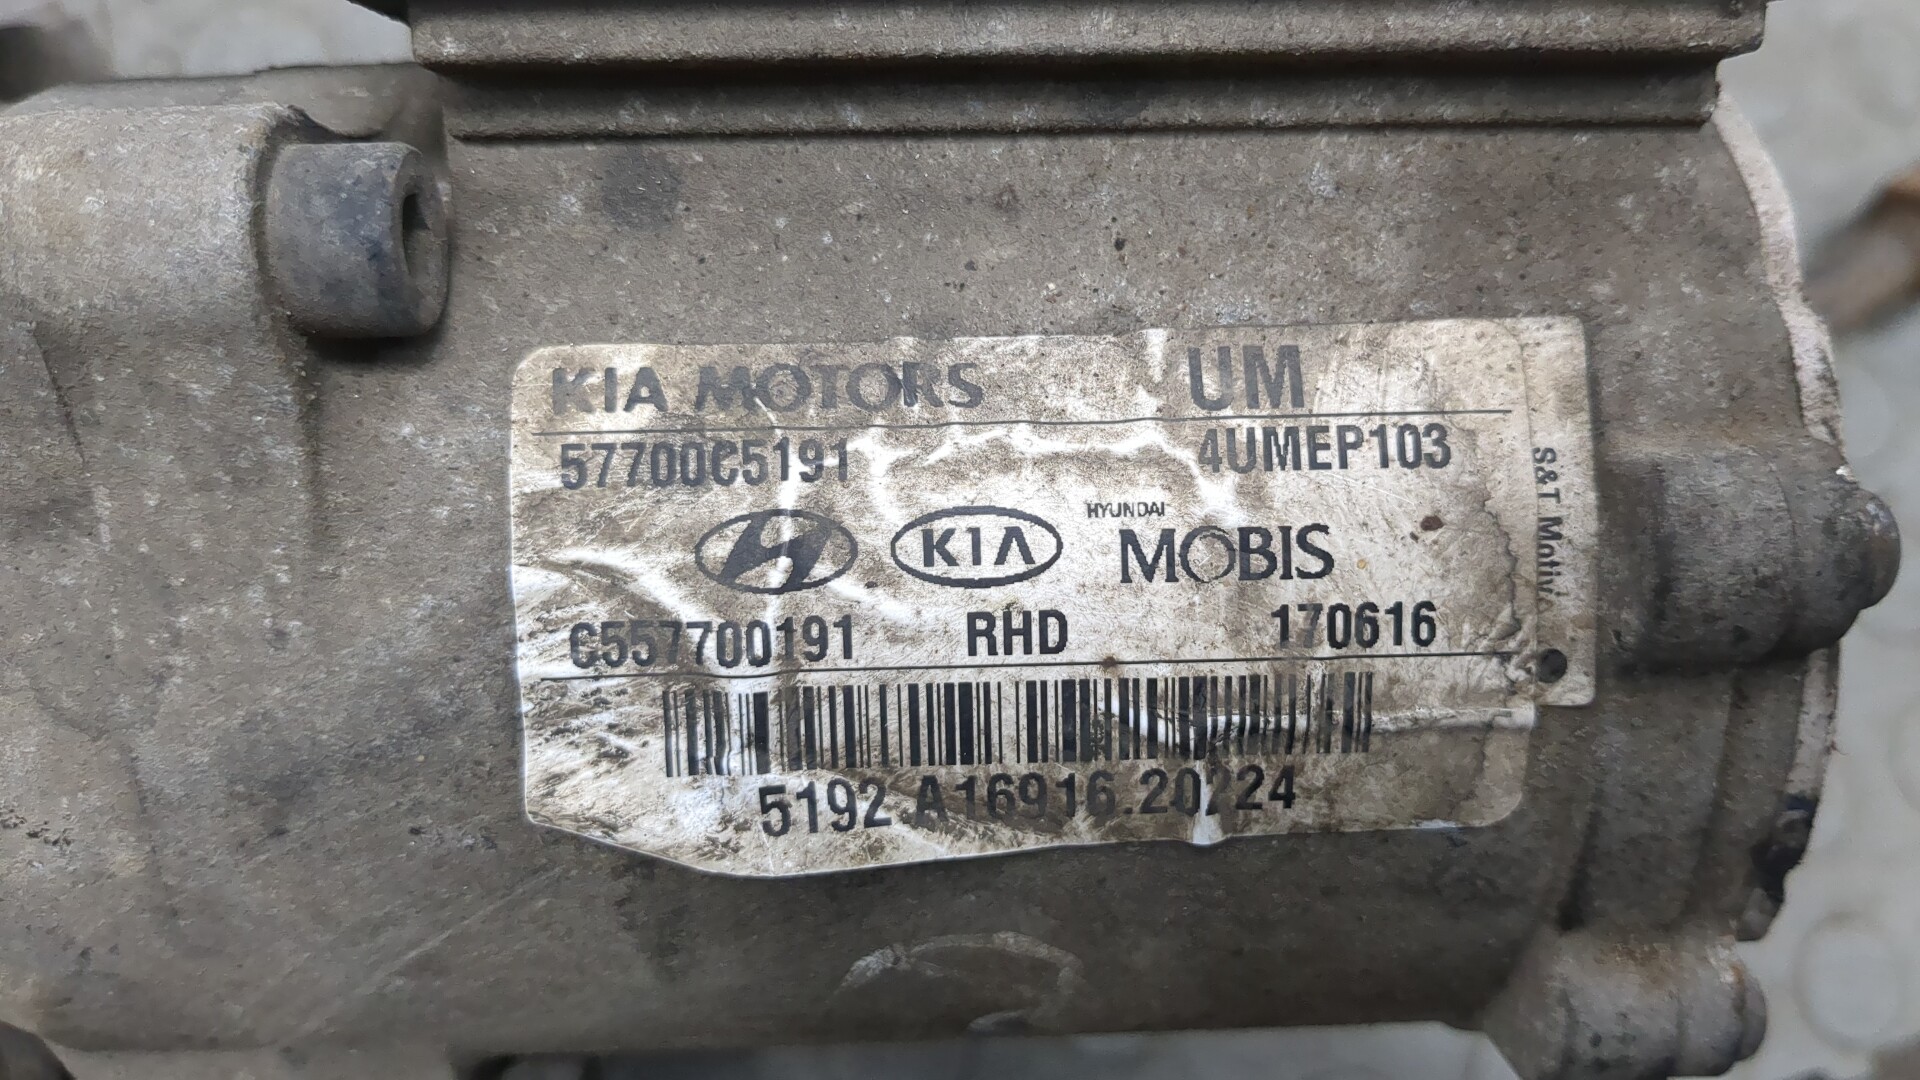 KIA MOTORS UM
57700C5191 4UMEP103
KIA HYUNDAI MOBIS
C557700191 RHD 170616
5192 A16916.20224
S&T Motiv